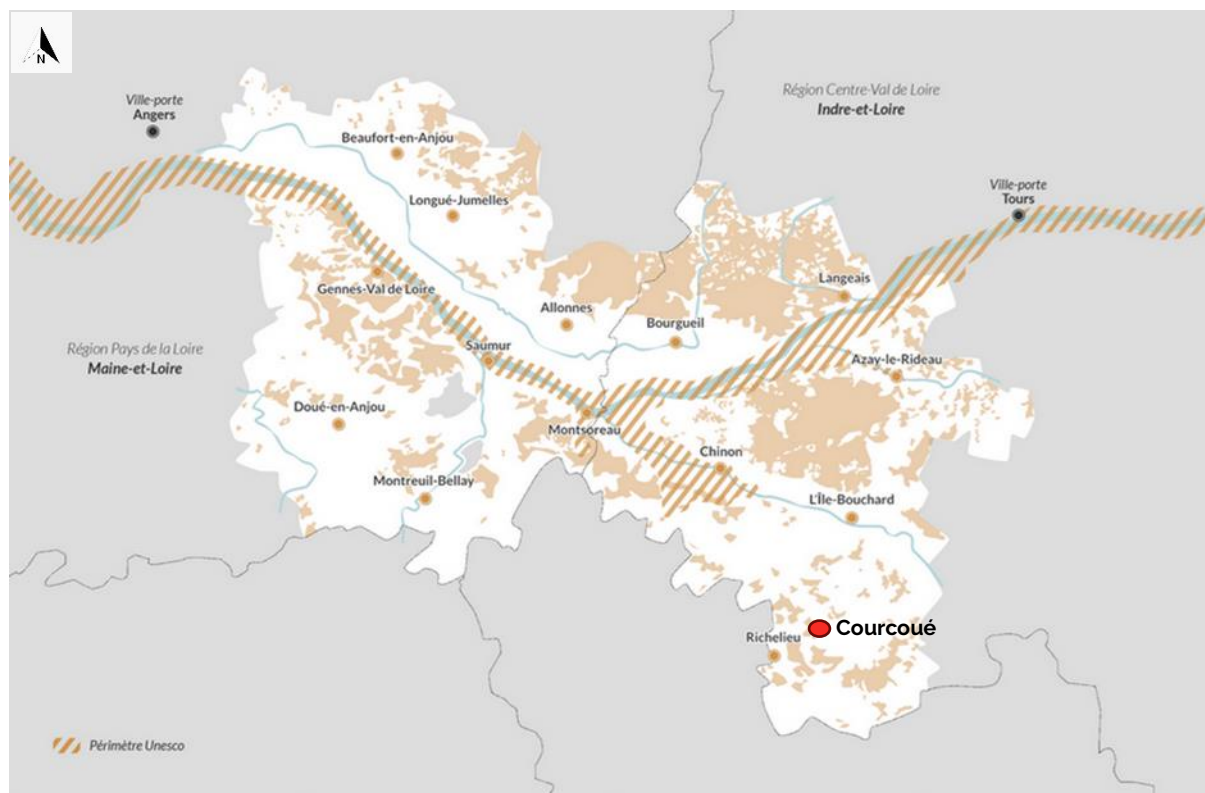 N
Ville-porte
Angers
Région Centre-Val de Loire
Indre-et-Loire
Beaufort-en-Anjou
Ville-porte
Tours
Longué-Jumelles
Langeais
Gennes-Val de Loire
Allonnes
Bourgueil
Saumur
Région Pays de la Loire
Maine-et-Loire
Azay-le-Rideau
Doué-en-Anjou
Montsoreau
Chinon
Montreuil-Bellay
L'Île-Bouchard
Courcoué
Richelieu
Périmètre Unesco